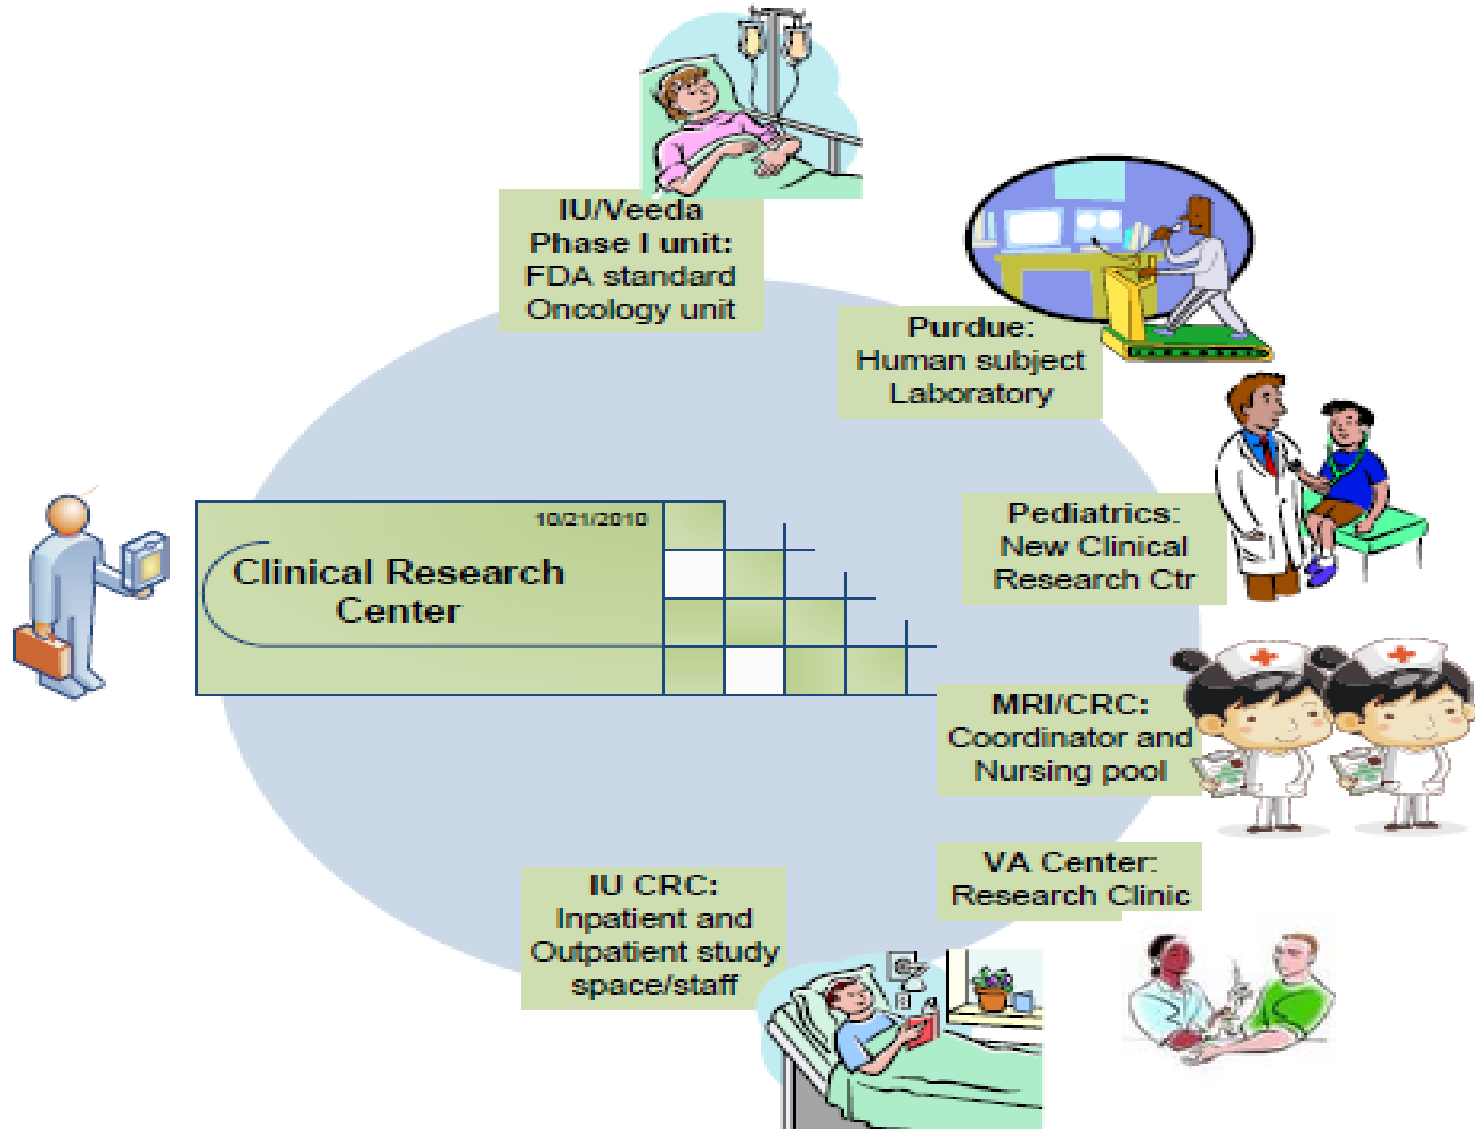 IU/Veeda
Phase I unit:
FDA standard
Oncology unit
Purdue:
Human subject
Laboratory
10/21/2010
Clinical Research
Center
Pediatrics:
New Clinical
Research Ctr
MRI/CRC:
Coordinator and
Nursing pool
VA Center:
Research Clinic
IU CRC:
Inpatient and
Outpatient study
space/staff